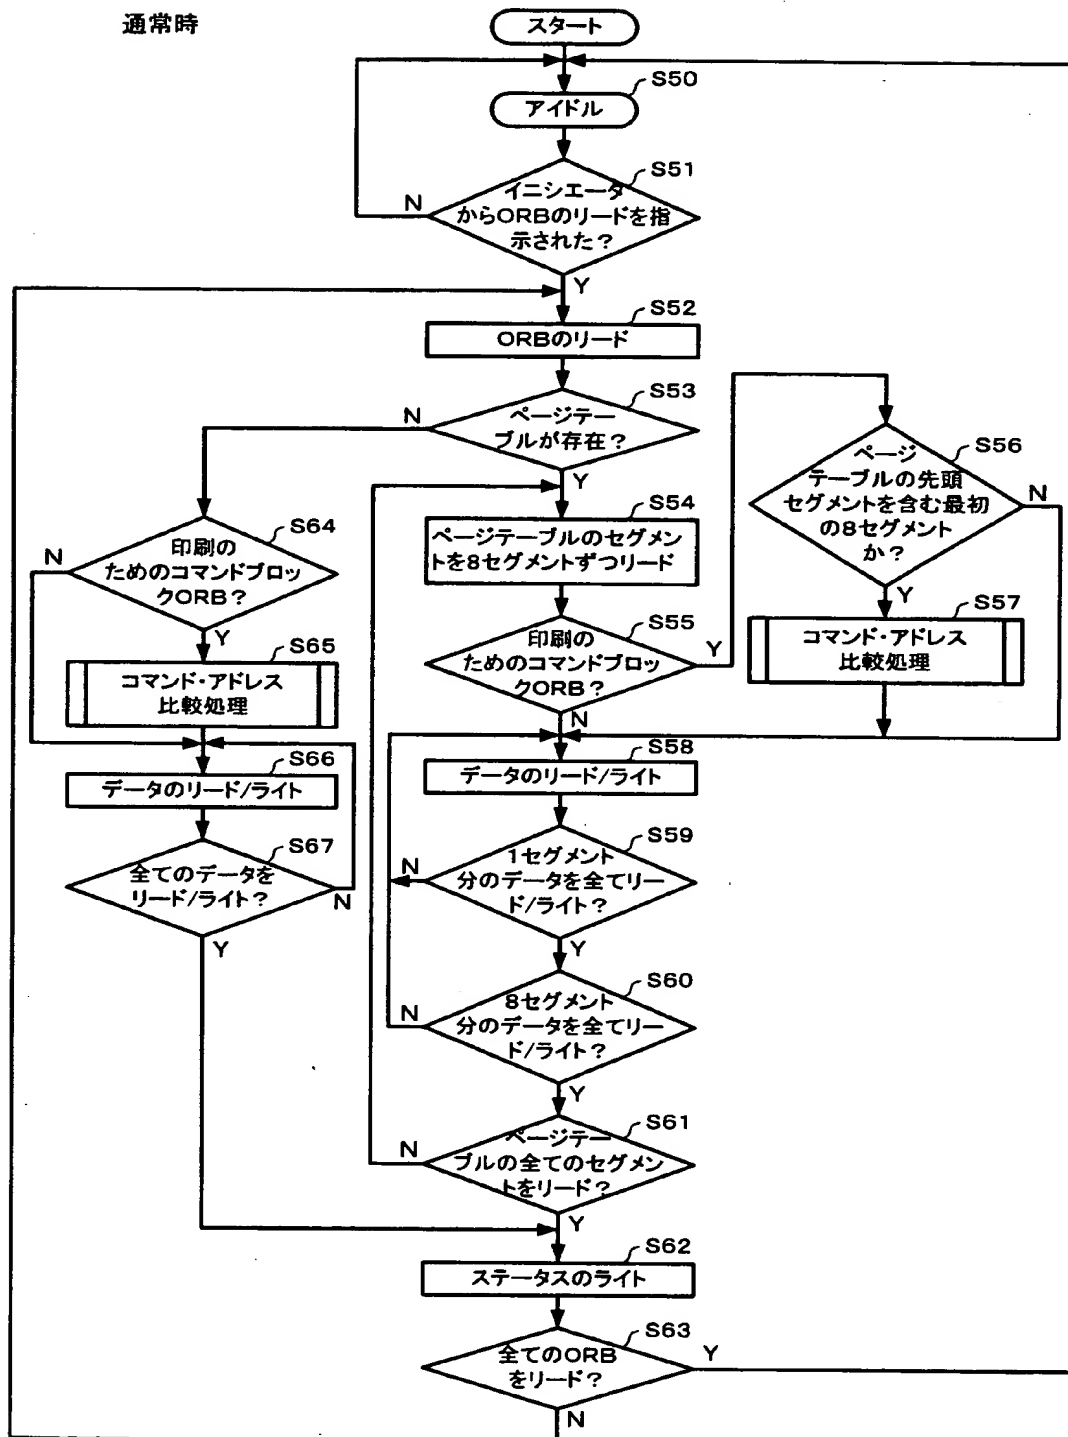 通常時
スタート
S50
アイドル
S51
イニシエータ
からORBのリードを指
示された?
N
Y
S52
ORBのリード
S53
ページテー
ブルが存在?
N
Y
S54
ページテーブルのセグメン
トを8セグメントずつリード
S55
印刷の
ためのコマンドブロッ
クORB?
Y
N
S56
ページ
テーブルの先頭
セグメントを含む最初
の8セグメント
か?
N
Y
S57
コマンド・アドレス
比較処理
S64
印刷の
ためのコマンドブロッ
クORB?
N
Y
S65
コマンド・アドレス
比較処理
S66
データのリード/ライト
S67
全てのデータを
リード/ライト?
N
Y
S58
データのリード/ライト
S59
1セグメント
分のデータを全てリー
ド/ライト?
N
Y
S60
8セグメント
分のデータを全てリー
ド/ライト?
N
Y
S61
ページテー
ブルの全てのセグメン
トをリード?
N
Y
S62
ステータスのライト
S63
全てのORB
をリード?
Y
N